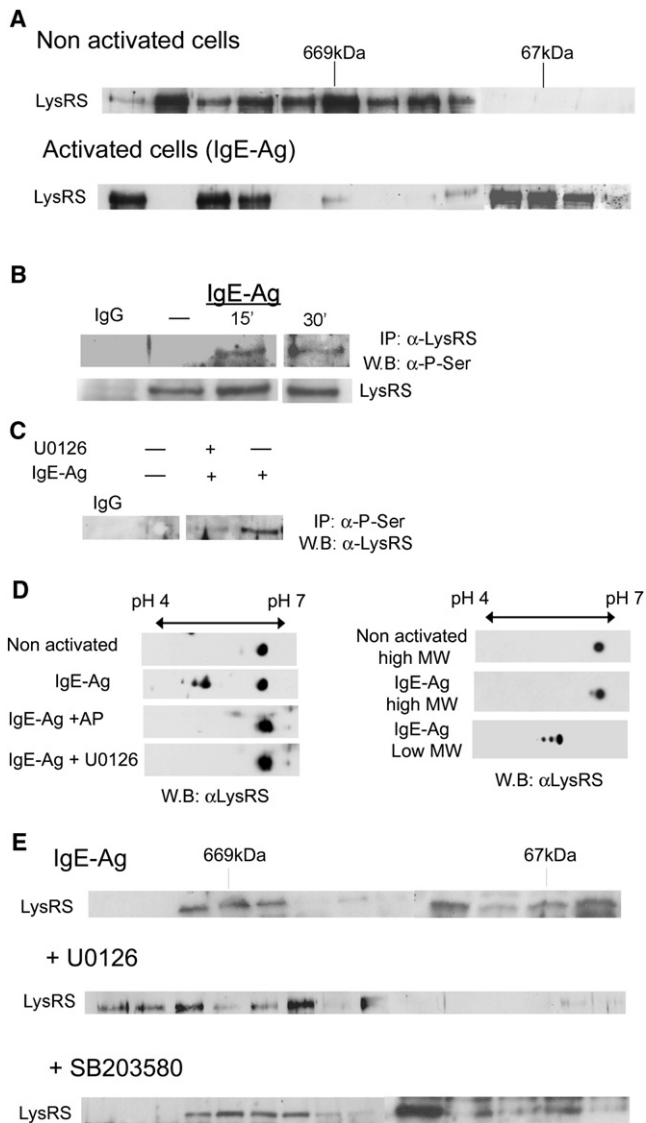 A
Non activated cells
669kDa 67kDa
LysRS
Activated cells (IgE-Ag)
LysRS
B
IgE-Ag
IgG — 15' 30'
IP: α-LysRS
W.B: α-P-Ser
LysRS
C
U0126 — + —
IgE-Ag — + +
IgG
IP: α-P-Ser
W.B: α-LysRS
D
pH 4 pH 7
Non activated
IgE-Ag
IgE-Ag +AP
IgE-Ag + U0126
W.B: αLysRS
pH 4 pH 7
Non activated
high MW
IgE-Ag
high MW
IgE-Ag
Low MW
W.B: αLysRS
E
IgE-Ag
669kDa 67kDa
LysRS
+ U0126
LysRS
+ SB203580
LysRS